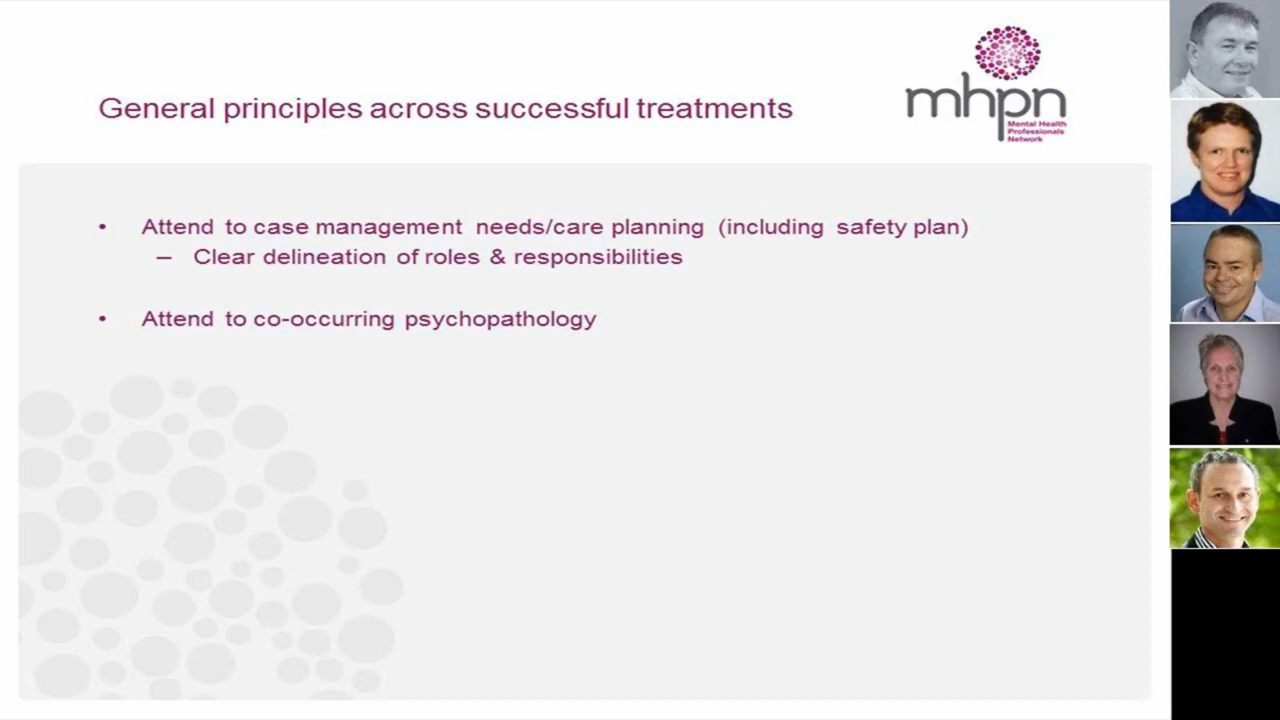 General principles across successful treatments
mhpn
Mental Health
Professionals
Network
• Attend to case management needs/care planning (including safety plan)
– Clear delineation of roles & responsibilities
• Attend to co-occurring psychopathology